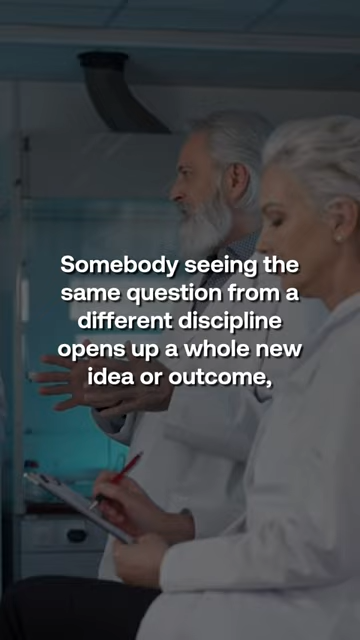 Somebody seeing the
same question from a
different discipline
opens up a whole new
idea or outcome,